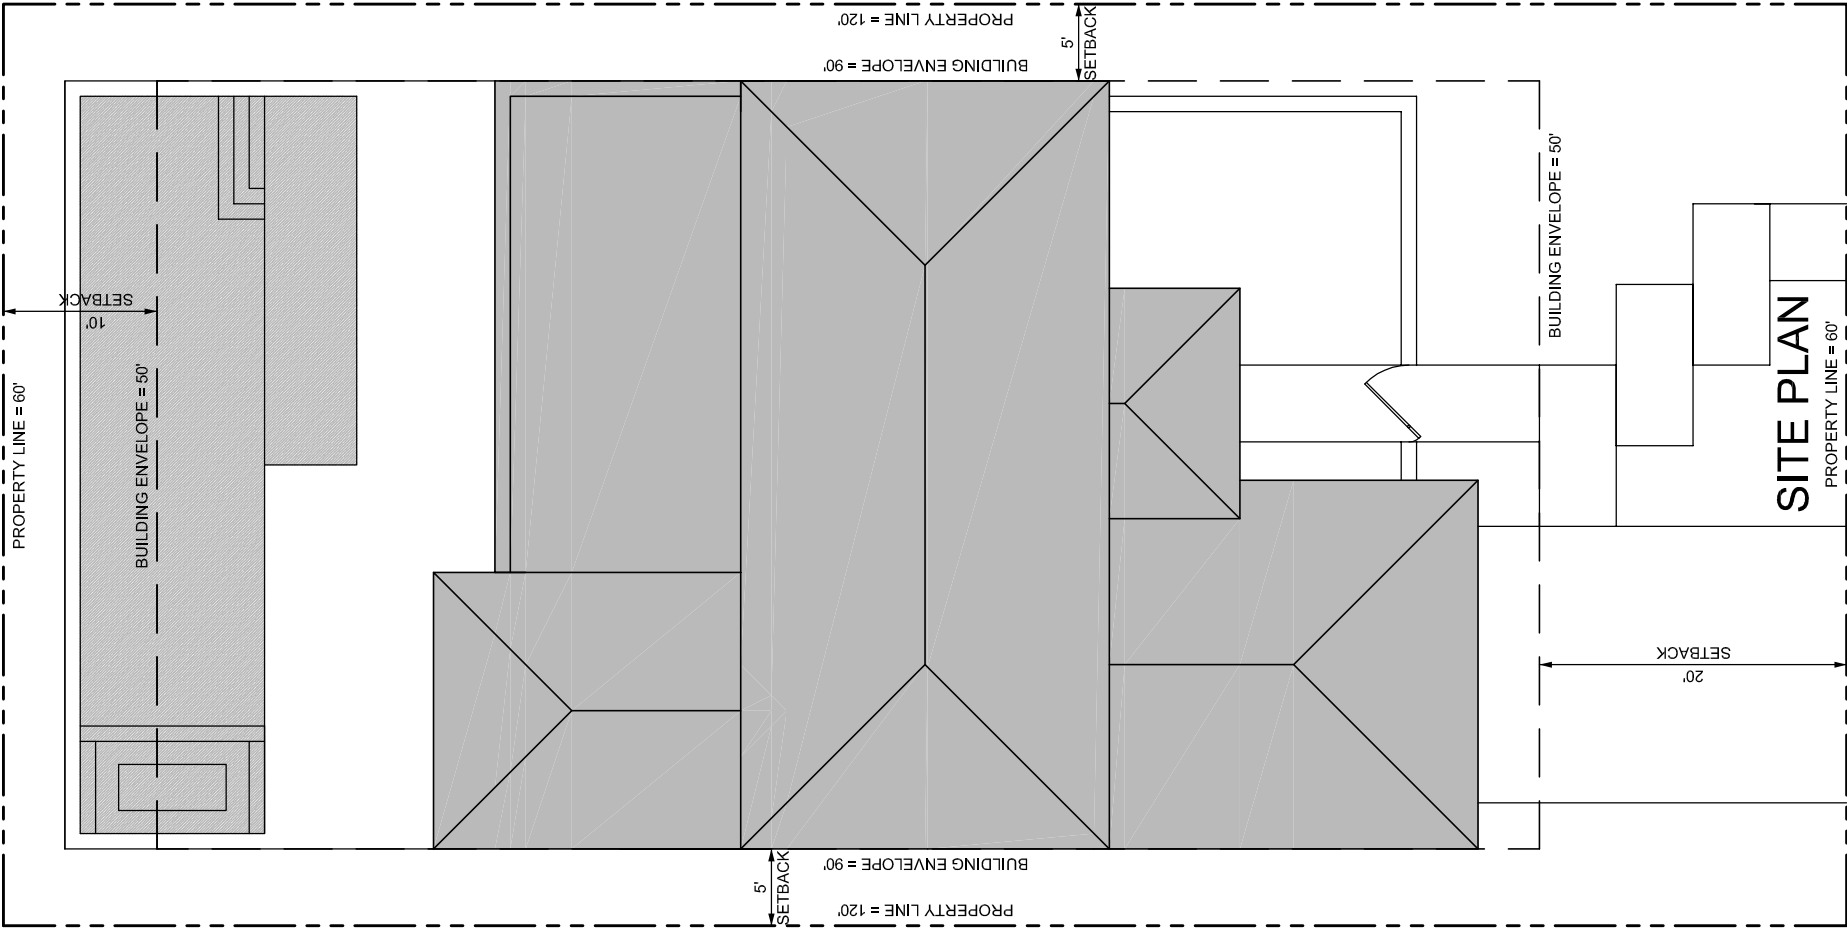 PROPERTY LINE = 120'
BUILDING ENVELOPE = 90'
5'
SETBACK
SETBACK
10'
PROPERTY LINE = 60'
BUILDING ENVELOPE = 50'
BUILDING ENVELOPE = 50'
SITE PLAN
PROPERTY LINE = 60'
SETBACK
20'
5'
SETBACK
BUILDING ENVELOPE = 90'
PROPERTY LINE = 120'